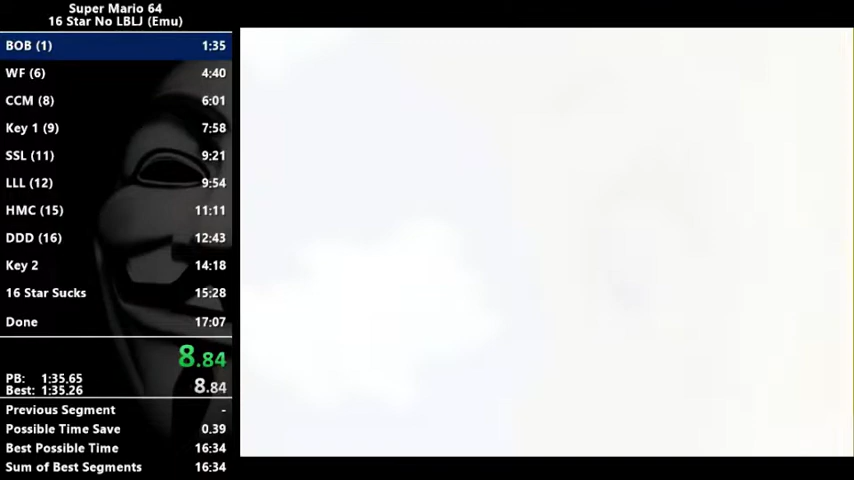 Super Mario 64
16 Star No LBLJ (Emu)
BOB (1) 1:35
WF (6) 4:40
CCM (8) 6:01
Key 1 (9) 7:58
SSL (11) 9:21
LLL (12) 9:54
HMC (15) 11:11
DDD (16) 12:43
Key 2 14:18
16 Star Sucks 15:28
Done 17:07
8.84
PB: 1:35.65
Best: 1:35.26 8.84
Previous Segment -
Possible Time Save 0.39
Best Possible Time 16:34
Sum of Best Segments 16:34